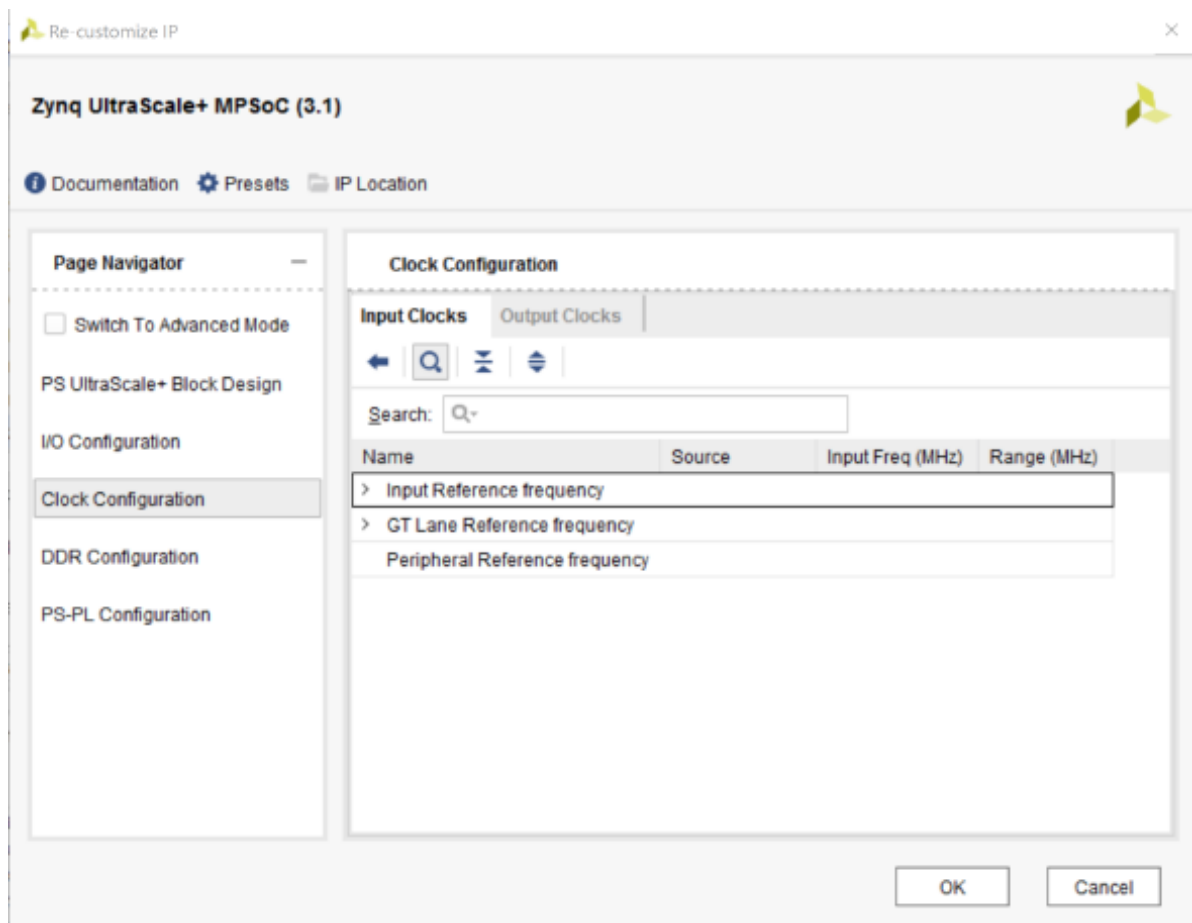 Re-customize IP
Zynq UltraScale+ MPSoC (3.1)
Documentation Presets IP Location
Page Navigator
Switch To Advanced Mode
PS UltraScale+ Block Design
I/O Configuration
Clock Configuration
DDR Configuration
PS-PL Configuration
Clock Configuration
Input Clocks Output Clocks
Search:
Name Source Input Freq (MHz) Range (MHz)
Input Reference frequency
GT Lane Reference frequency
Peripheral Reference frequency
OK Cancel